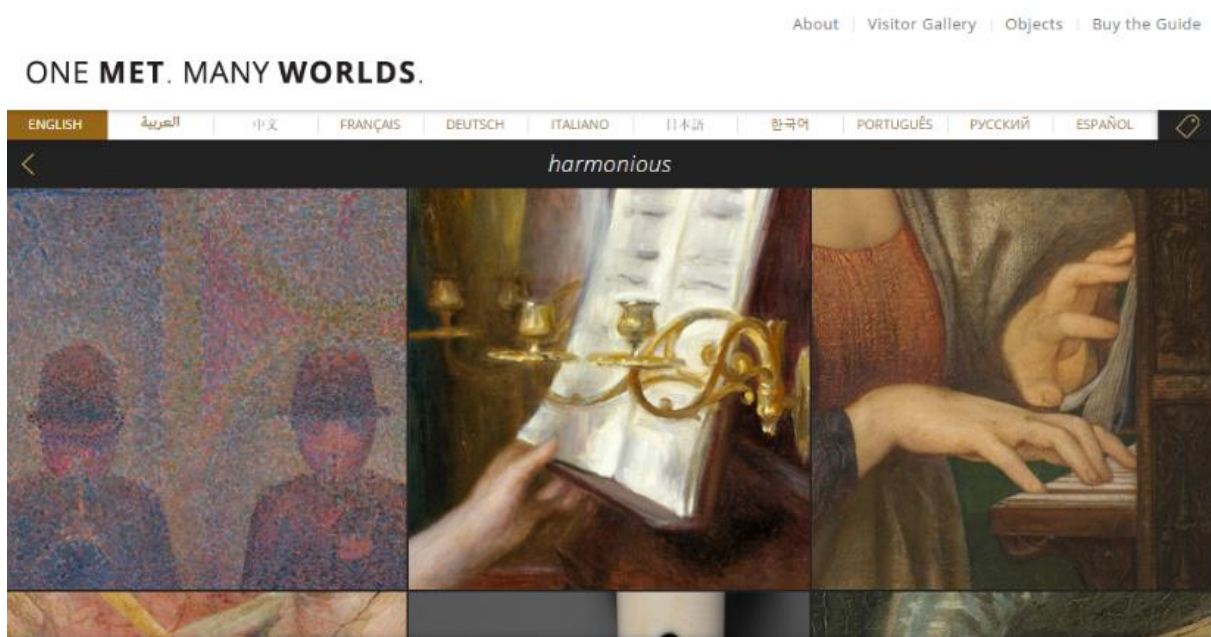 About | Visitor Gallery | Objects | Buy the Guide
ONE MET. MANY WORLDS.
ENGLISH العربية 中文 FRANÇAIS DEUTSCH ITALIANO 日本語 한국어 PORTUGUÊS РУССКИЙ ESPAÑOL
harmonious